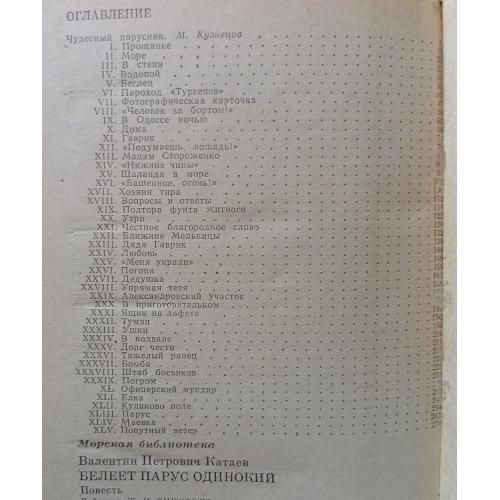 ОГЛАВЛЕНИЕ
Чудесный парусник. М. Кузнецов
I. Прощанье
II. Море
III. В степи
IV. Водопой
V. Беглец
VI. Пароход «Тургенев»
VII. Фотографическая карточка
VIII. «Человек за бортом!»
IX. В Одессе ночью
X. Дома
XI. Гаврик
XII. «Подумаешь, лошадь!»
XIII. Мадам Стороженко
XIV. «Нижние чины»
XV. Шаланда в море
XVI. «Башенное, огонь!»
XVII. Хозяин тира
XVIII. Вопросы и ответы
XIX. Полтора фунта житного
XX. Утро
XXI. Честное благородное слово
XXII. Ближние Мельницы
XXIII. Дядя Гаврик
XXIV. Любовь
XXV. «Меня украли»
XXVI. Погоня
XXVII. Дедушка
XXVIII. Упрямая тетя
XXIX. Александровский участок
XXX. В приготовительном
XXXI. Ящик на лафете
XXXII. Туман
XXXIII. Ушки
XXXIV. В подвале
XXXV. Долг чести
XXXVI. Тяжелый ранец
XXXVII. Бомба
XXXVIII. Штаб боевиков
XXXIX. Погром
XL. Офицерский мундир
XLI. Елка
XLII. Куликово поле
XLIII. Парус
XLIV. Маевка
XLV. Попутный ветер
Морская библиотека
Валентин Петрович Катаев
БЕЛЕЕТ ПАРУС ОДИНОКИЙ
Повесть